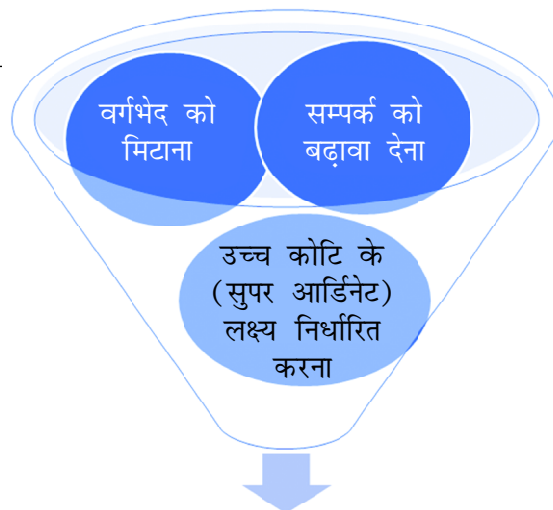 वर्गभेद को
मिटाना
सम्पर्क को
बढ़ावा देना
उच्च कोटि के
(सुपर आर्डिनेट)
लक्ष्य निर्धारित
करना